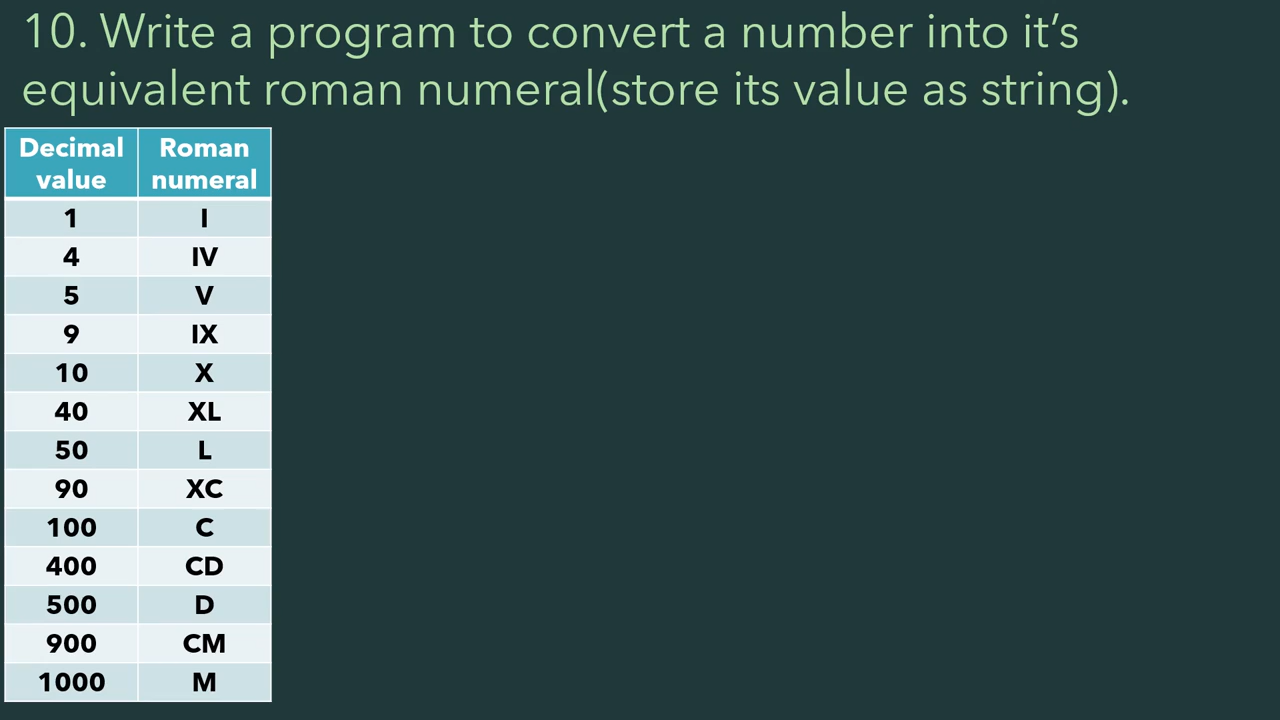 10. Write a program to convert a number into it’s
equivalent roman numeral(store its value as string).
Decimal value Roman numeral
1 I
4 IV
5 V
9 IX
10 X
40 XL
50 L
90 XC
100 C
400 CD
500 D
900 CM
1000 M